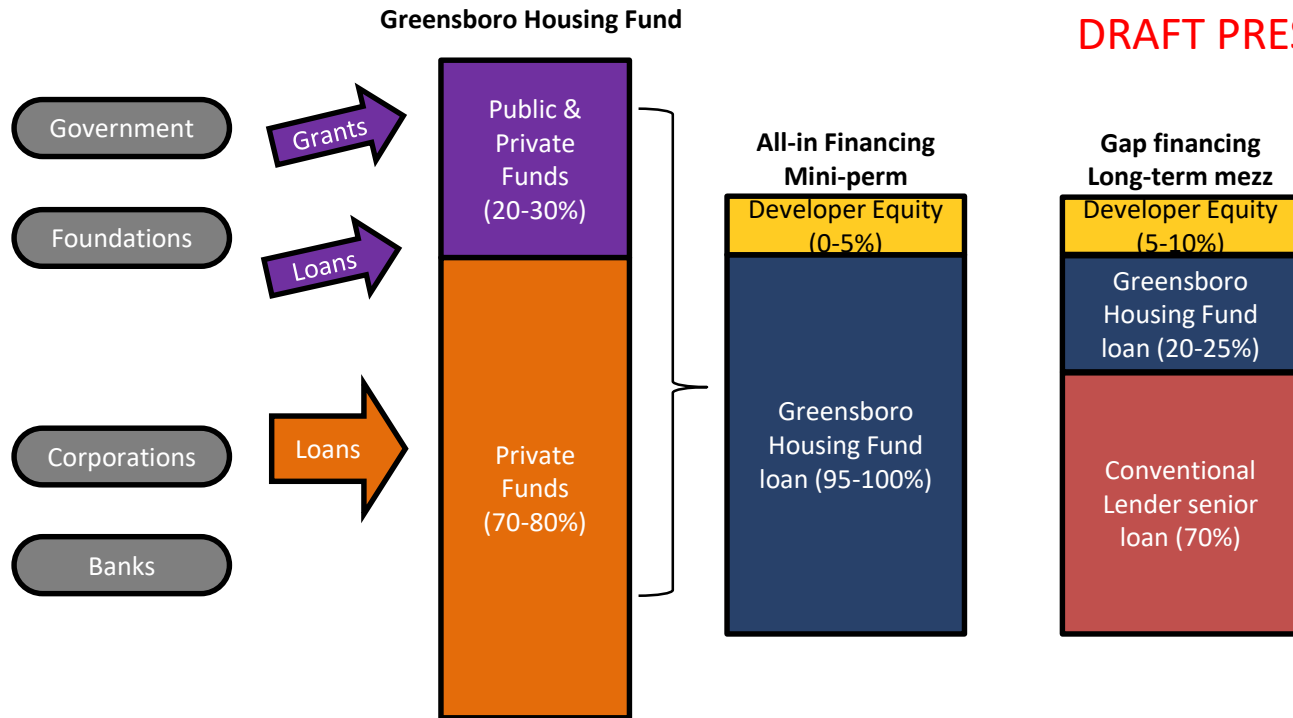 Greensboro Housing Fund
DRAFT PRES
Government
Foundations
Corporations
Banks
Grants
Loans
Loans
Public &
Private
Funds
(20-30%)
Private
Funds
(70-80%)
All-in Financing
Mini-perm
Developer Equity
(0-5%)
Greensboro
Housing Fund
loan (95-100%)
Gap financing
Long-term mezz
Developer Equity
(5-10%)
Greensboro
Housing Fund
loan (20-25%)
Conventional
Lender senior
loan (70%)